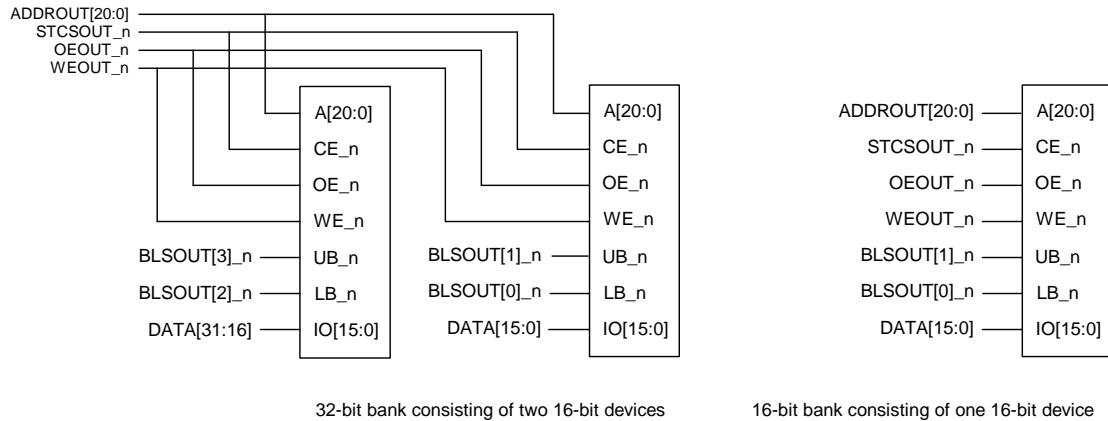 ADDROUT[20:0]
STCSOUT_n
OEOUT_n
WEOUT_n
A[20:0]
CE_n
OE_n
WE_n
UB_n
LB_n
IO[15:0]
BLSOUT[3]_n
BLSOUT[2]_n
DATA[31:16]
A[20:0]
CE_n
OE_n
WE_n
UB_n
LB_n
IO[15:0]
BLSOUT[1]_n
BLSOUT[0]_n
DATA[15:0]
ADDROUT[20:0]
STCSOUT_n
OEOUT_n
WEOUT_n
BLSOUT[1]_n
BLSOUT[0]_n
DATA[15:0]
A[20:0]
CE_n
OE_n
WE_n
UB_n
LB_n
IO[15:0]
32-bit bank consisting of two 16-bit devices
16-bit bank consisting of one 16-bit device